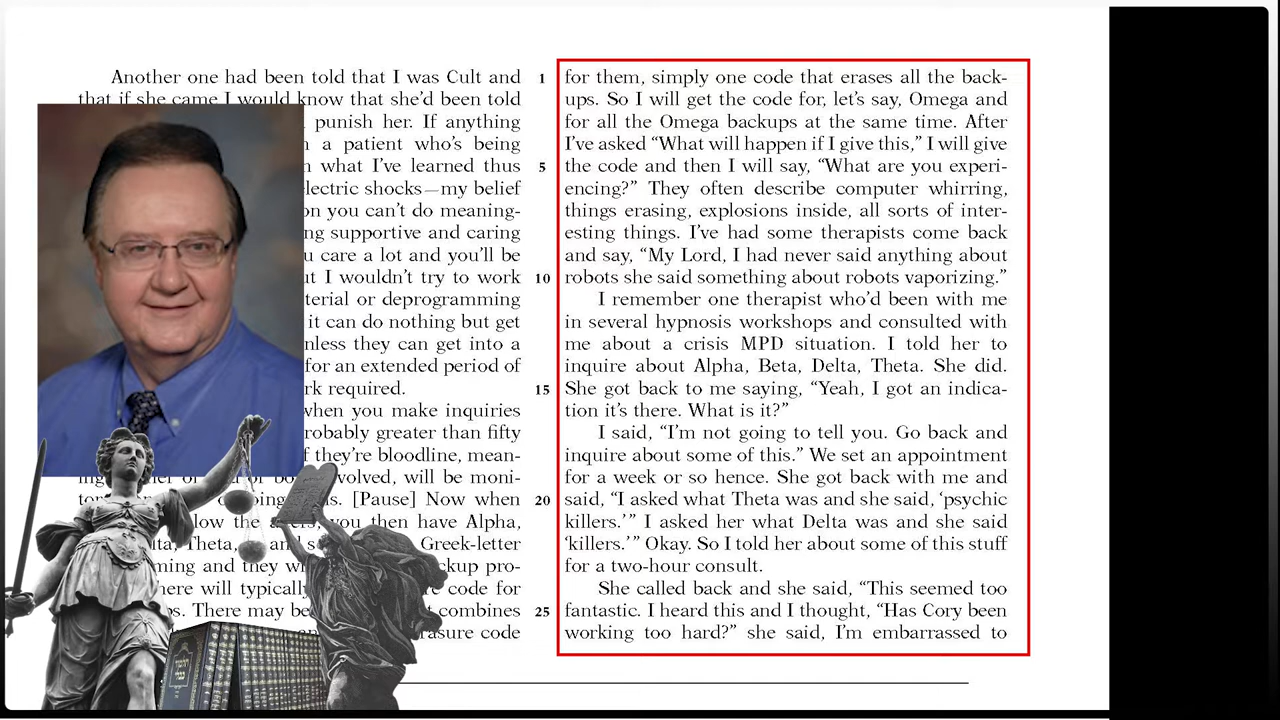 Another one had been told that I was Cult and
that if she came I would know that she'd been told
punish her. If anything
a patient who's being
what I've learned thus
electric shocks—my belief
on you can't do meaning-
ng supportive and caring
u care a lot and you'll be
ut I wouldn't try to work
terial or deprogramming
it can do nothing but get
nless they can get into a
for an extended period of
rk required.
when you make inquiries
robably greater than fifty
f they're bloodline, mean-
volved, will be moni-
s. [Pause] Now when
low the you then have Alpha,
ta, Theta, and Greek-letter
ming and they ckup pro-
here will typically code for
s. There may be combines
rasure code
1
5
10
15
20
25
for them, simply one code that erases all the back-
ups. So I will get the code for, let's say, Omega and
for all the Omega backups at the same time. After
I've asked “What will happen if I give this,” I will give
the code and then I will say, “What are you experi-
encing?” They often describe computer whirring,
things erasing, explosions inside, all sorts of inter-
esting things. I've had some therapists come back
and say, “My Lord, I had never said anything about
robots she said something about robots vaporizing.”
I remember one therapist who'd been with me
in several hypnosis workshops and consulted with
me about a crisis MPD situation. I told her to
inquire about Alpha, Beta, Delta, Theta. She did.
She got back to me saying, “Yeah, I got an indica-
tion it's there. What is it?”
I said, “I'm not going to tell you. Go back and
inquire about some of this.” We set an appointment
for a week or so hence. She got back with me and
said, “I asked what Theta was and she said, ‘psychic
killers.’” I asked her what Delta was and she said
‘killers.’” Okay. So I told her about some of this stuff
for a two-hour consult.
She called back and she said, “This seemed too
fantastic. I heard this and I thought, “Has Cory been
working too hard?” she said, I'm embarrassed to